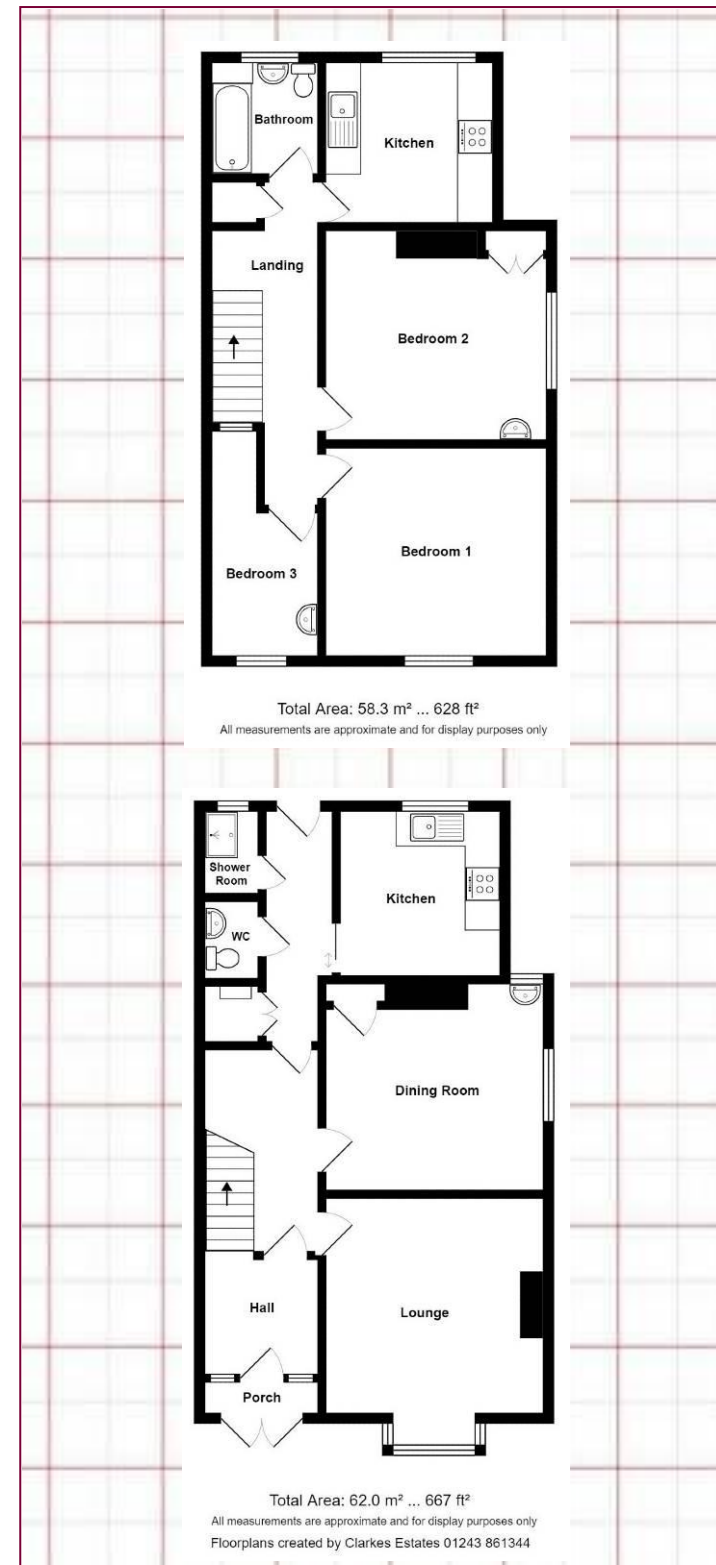 Bathroom
Kitchen
Landing
Bedroom 2
Bedroom 1
Bedroom 3
Total Area: 58.3 m² ... 628 ft²
All measurements are approximate and for display purposes only
Shower
Room
Kitchen
WC
Dining Room
Hall
Lounge
Porch
Total Area: 62.0 m² ... 667 ft²
All measurements are approximate and for display purposes only
Floorplans created by Clarkes Estates 01243 861344